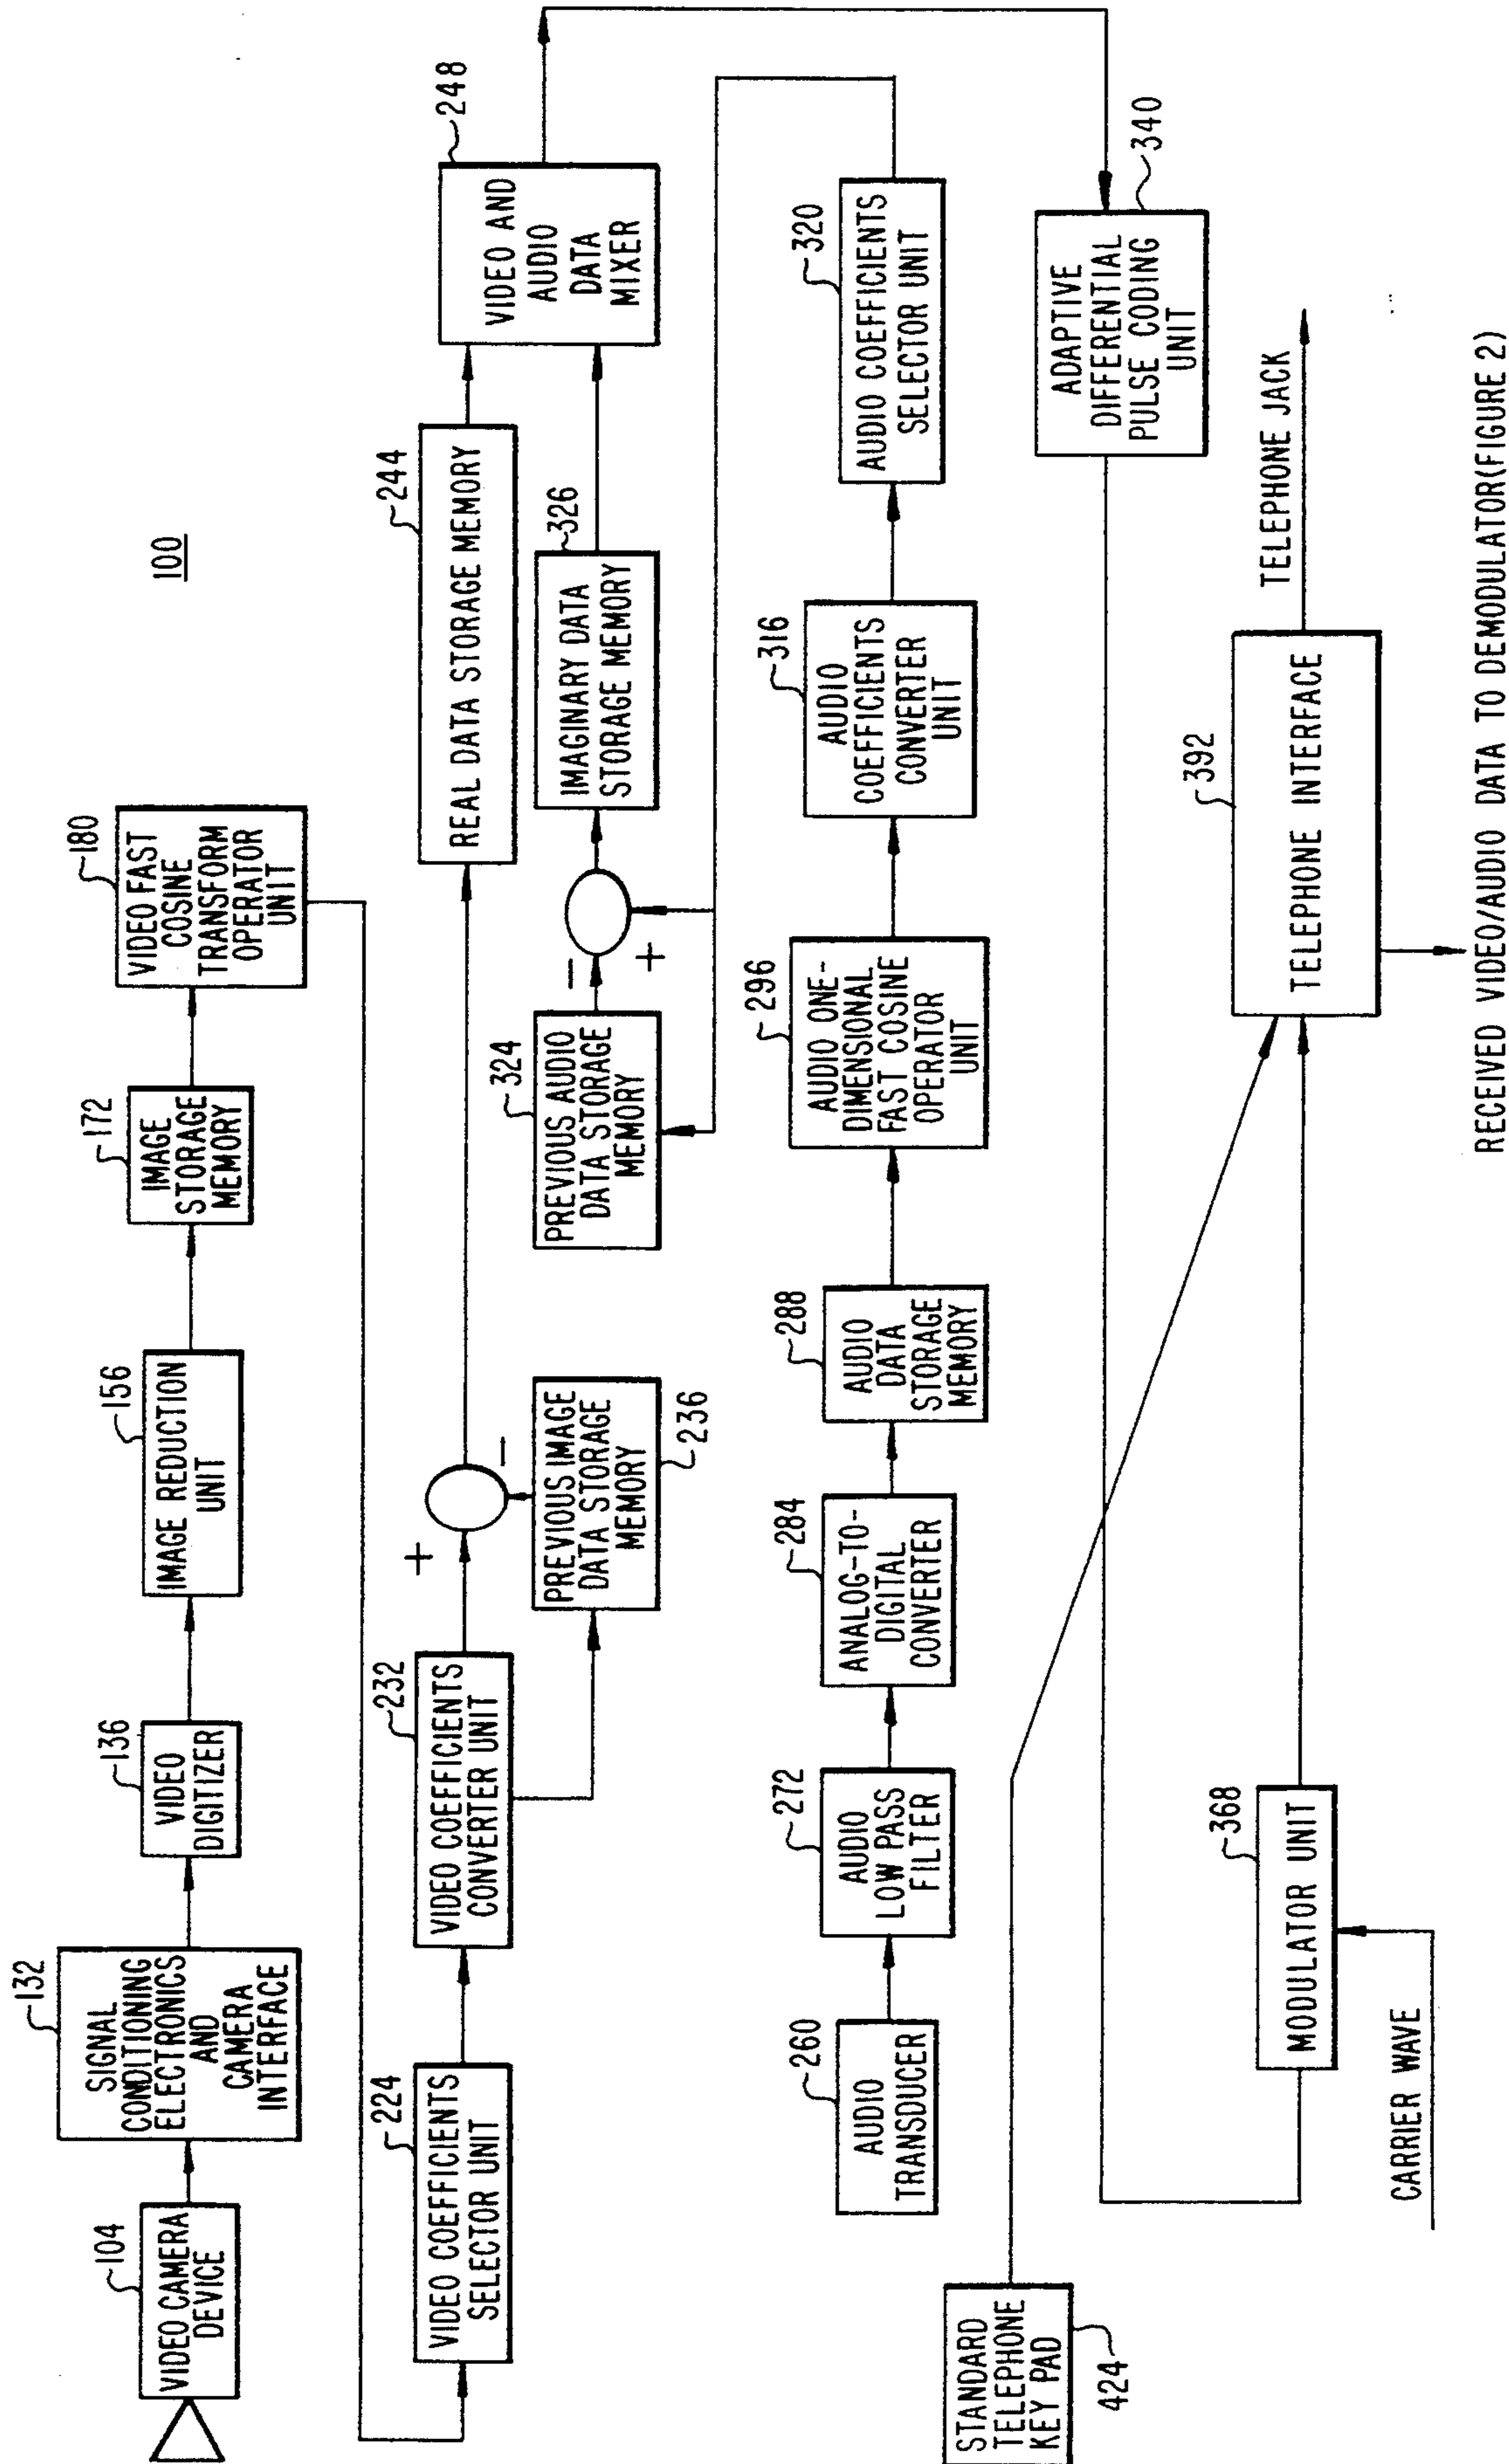 100
104
VIDEO CAMERA
DEVICE
132
SIGNAL
CONDITIONING
ELECTRONICS
AND
CAMERA
INTERFACE
136
VIDEO
DIGITIZER
156
IMAGE REDUCTION
UNIT
172
IMAGE
STORAGE
MEMORY
180
VIDEO FAST
COSINE
TRANSFORM
OPERATOR
UNIT
224
VIDEO COEFFICIENTS
SELECTOR UNIT
232
VIDEO COEFFICIENTS
CONVERTER UNIT
+
−
PREVIOUS IMAGE
DATA STORAGE
MEMORY
236
244
REAL DATA STORAGE MEMORY
248
VIDEO AND
AUDIO
DATA
MIXER
324
PREVIOUS AUDIO
DATA STORAGE
MEMORY
−
+
326
IMAGINARY DATA
STORAGE MEMORY
260
AUDIO
TRANSDUCER
272
AUDIO
LOW PASS
FILTER
284
ANALOG-TO-
DIGITAL
CONVERTER
288
AUDIO
DATA
STORAGE
MEMORY
296
AUDIO ONE-
DIMENSIONAL
FAST COSINE
OPERATOR
UNIT
316
AUDIO
COEFFICIENTS
CONVERTER
UNIT
320
AUDIO COEFFICIENTS
SELECTOR UNIT
ADAPTIVE
DIFFERENTIAL
PULSE CODING
UNIT
340
STANDARD
TELEPHONE
KEY PAD
424
368
MODULATOR UNIT
CARRIER WAVE
392
TELEPHONE INTERFACE
TELEPHONE JACK
RECEIVED VIDEO/AUDIO DATA TO DEMODULATOR(FIGURE 2)